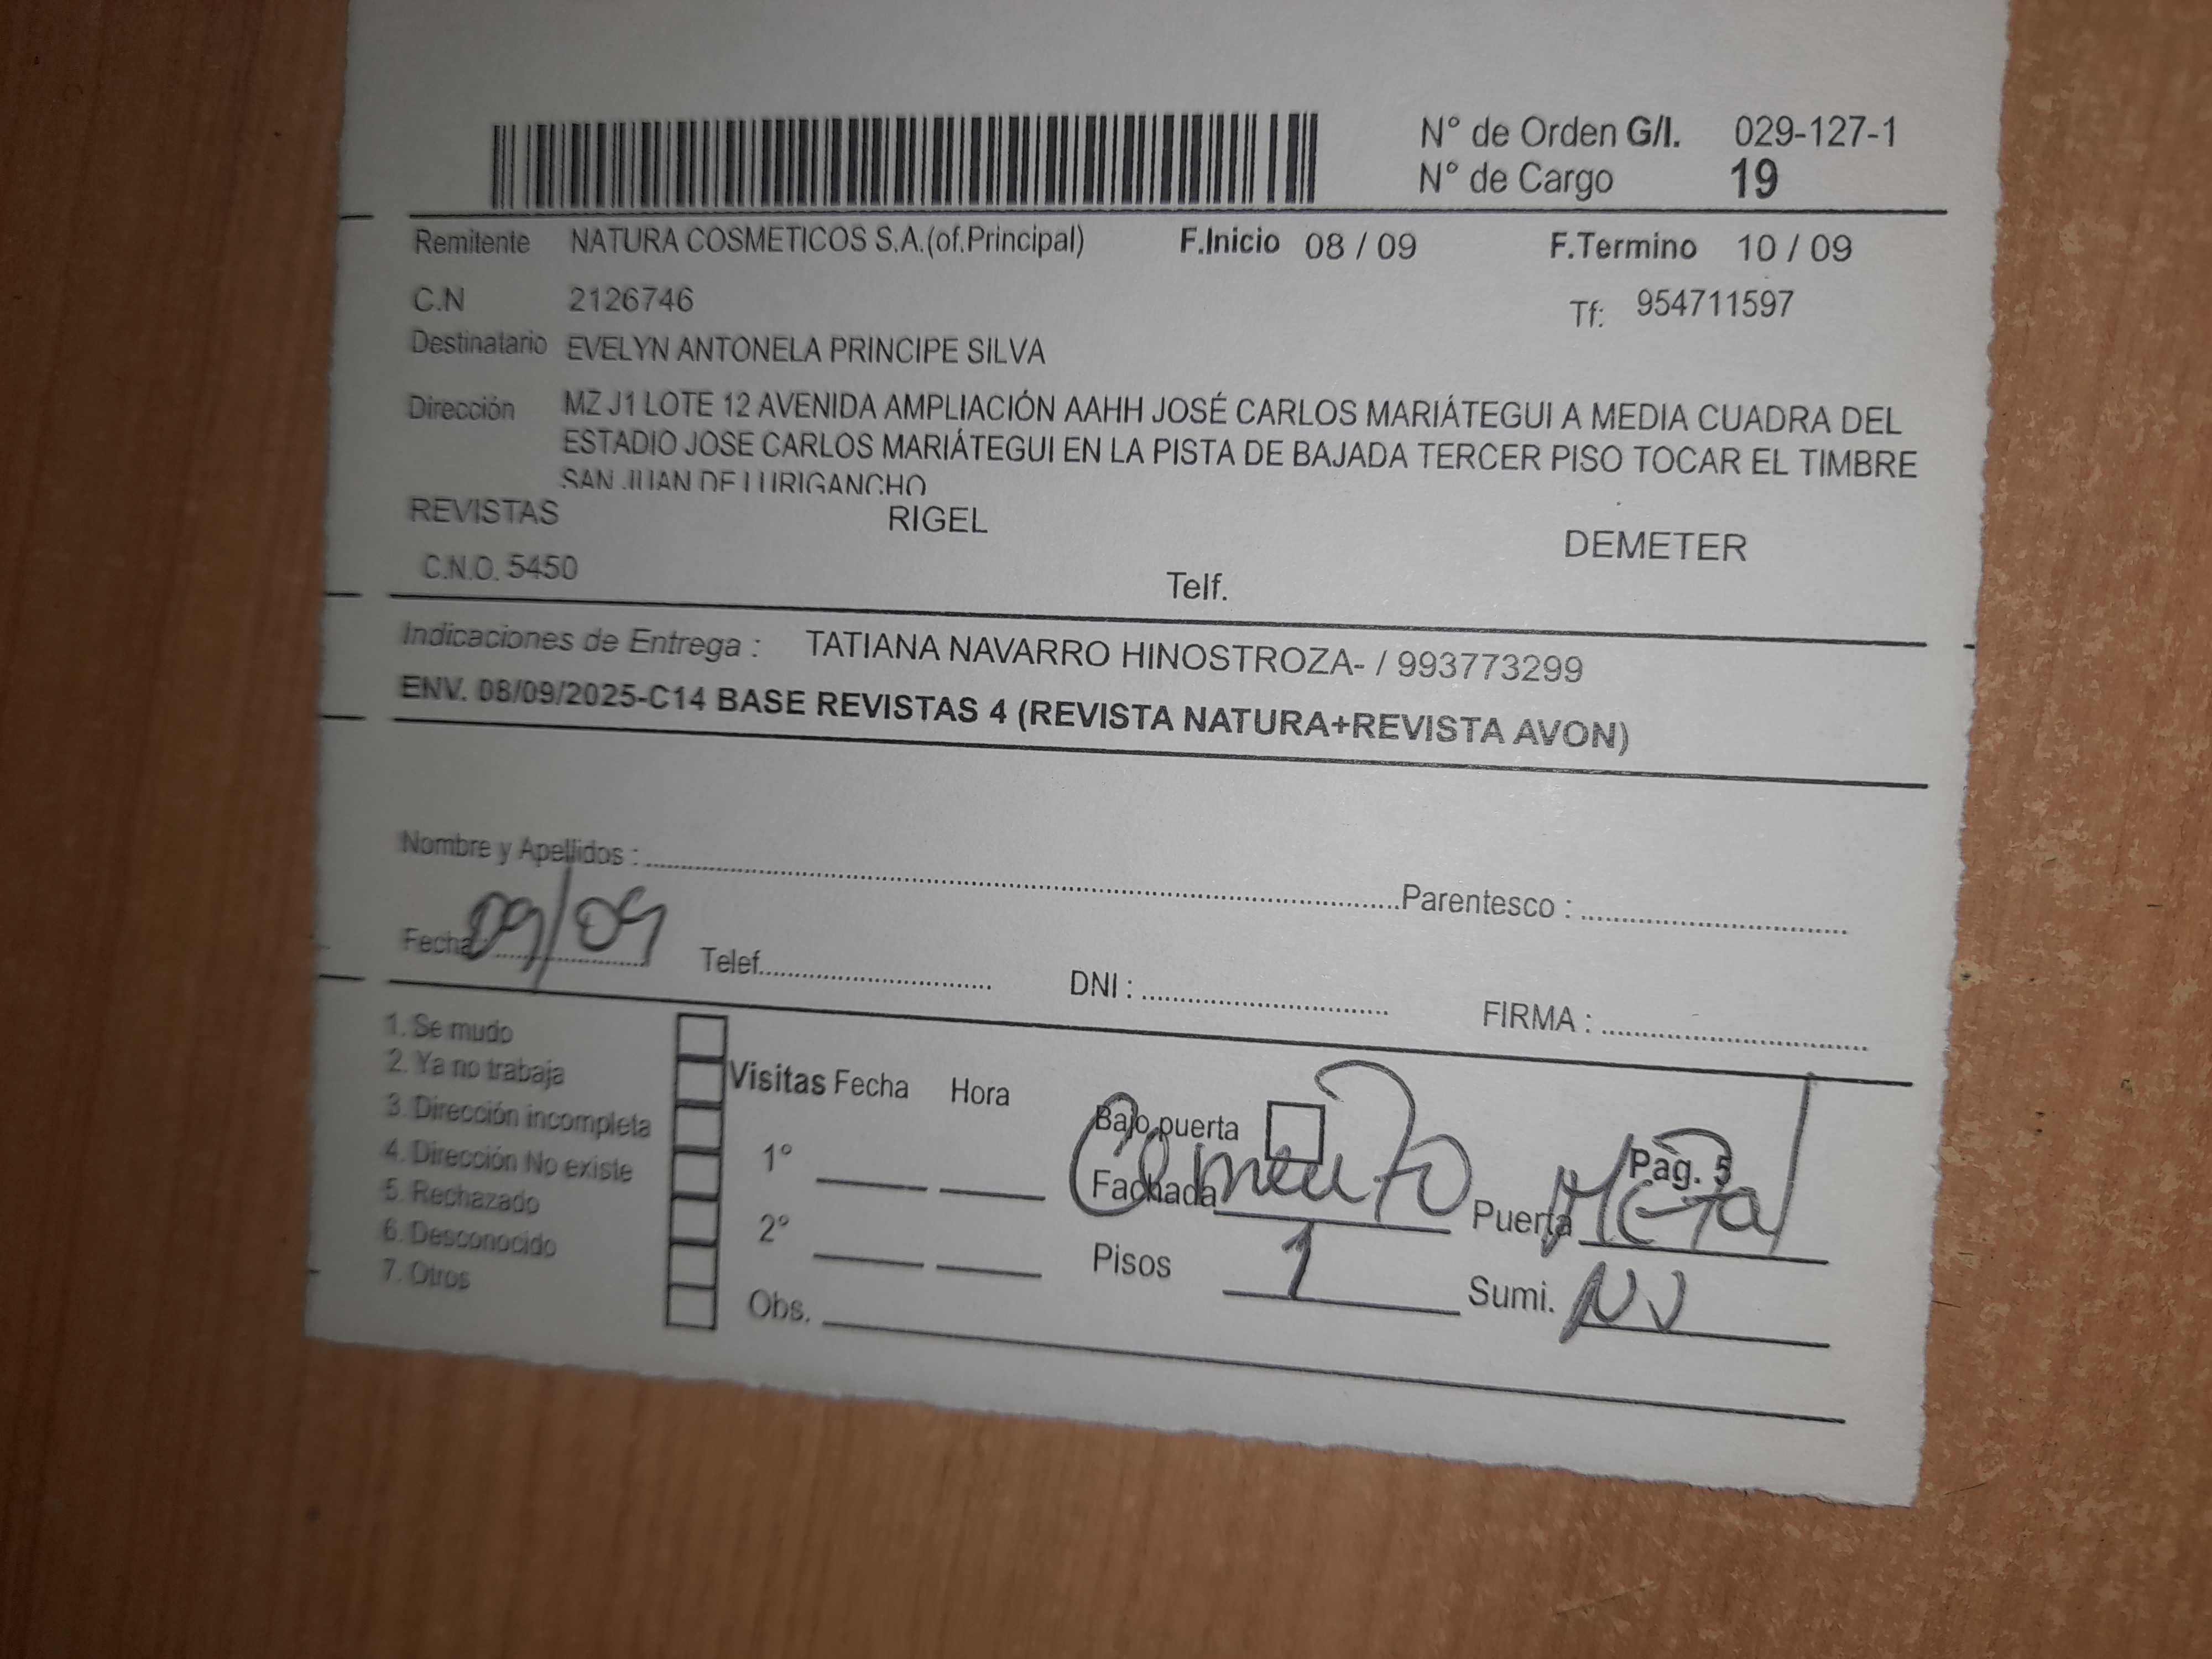 N° de Orden G/I. 029-127-1
N° de Cargo 19
Remitente NATURA COSMETICOS S.A.(of.Principal) F.Inicio 08 / 09 F.Termino 10 / 09
C.N 2126746 Tf: 954711597
Destinatario EVELYN ANTONELA PRINCIPE SILVA
Dirección MZ J1 LOTE 12 AVENIDA AMPLIACIÓN AAHH JOSÉ CARLOS MARIÁTEGUI A MEDIA CUADRA DEL
ESTADIO JOSE CARLOS MARIÁTEGUI EN LA PISTA DE BAJADA TERCER PISO TOCAR EL TIMBRE
SAN JUAN DE LURIGANCHO
REVISTAS RIGEL DEMETER
C.N.O. 5450 Telf.
Indicaciones de Entrega : TATIANA NAVARRO HINOSTROZA- / 993773299
ENV. 08/09/2025-C14 BASE REVISTAS 4 (REVISTA NATURA+REVISTA AVON)
Nombre y Apellidos : Parentesco :
Fecha : 09/09 Telef. DNI : FIRMA :
1. Se mudo
2. Ya no trabaja
3. Dirección incompleta
4. Dirección No existe
5. Rechazado
6. Desconocido
7. Otros
Visitas Fecha Hora
1°
2°
Obs.
Bajo puerta Pág. 5
Fachada Cemento Puerta Metal
Pisos 1 Sumi. NV